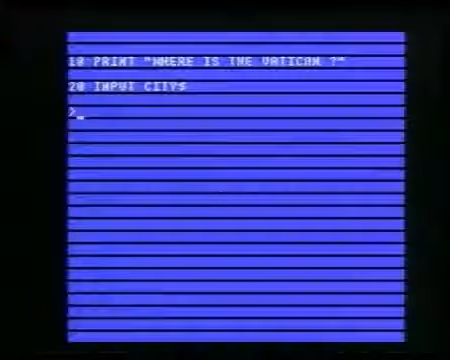 10 PRINT "WHERE IS THE VATICAN ?"
20 INPUT CITY$
>_